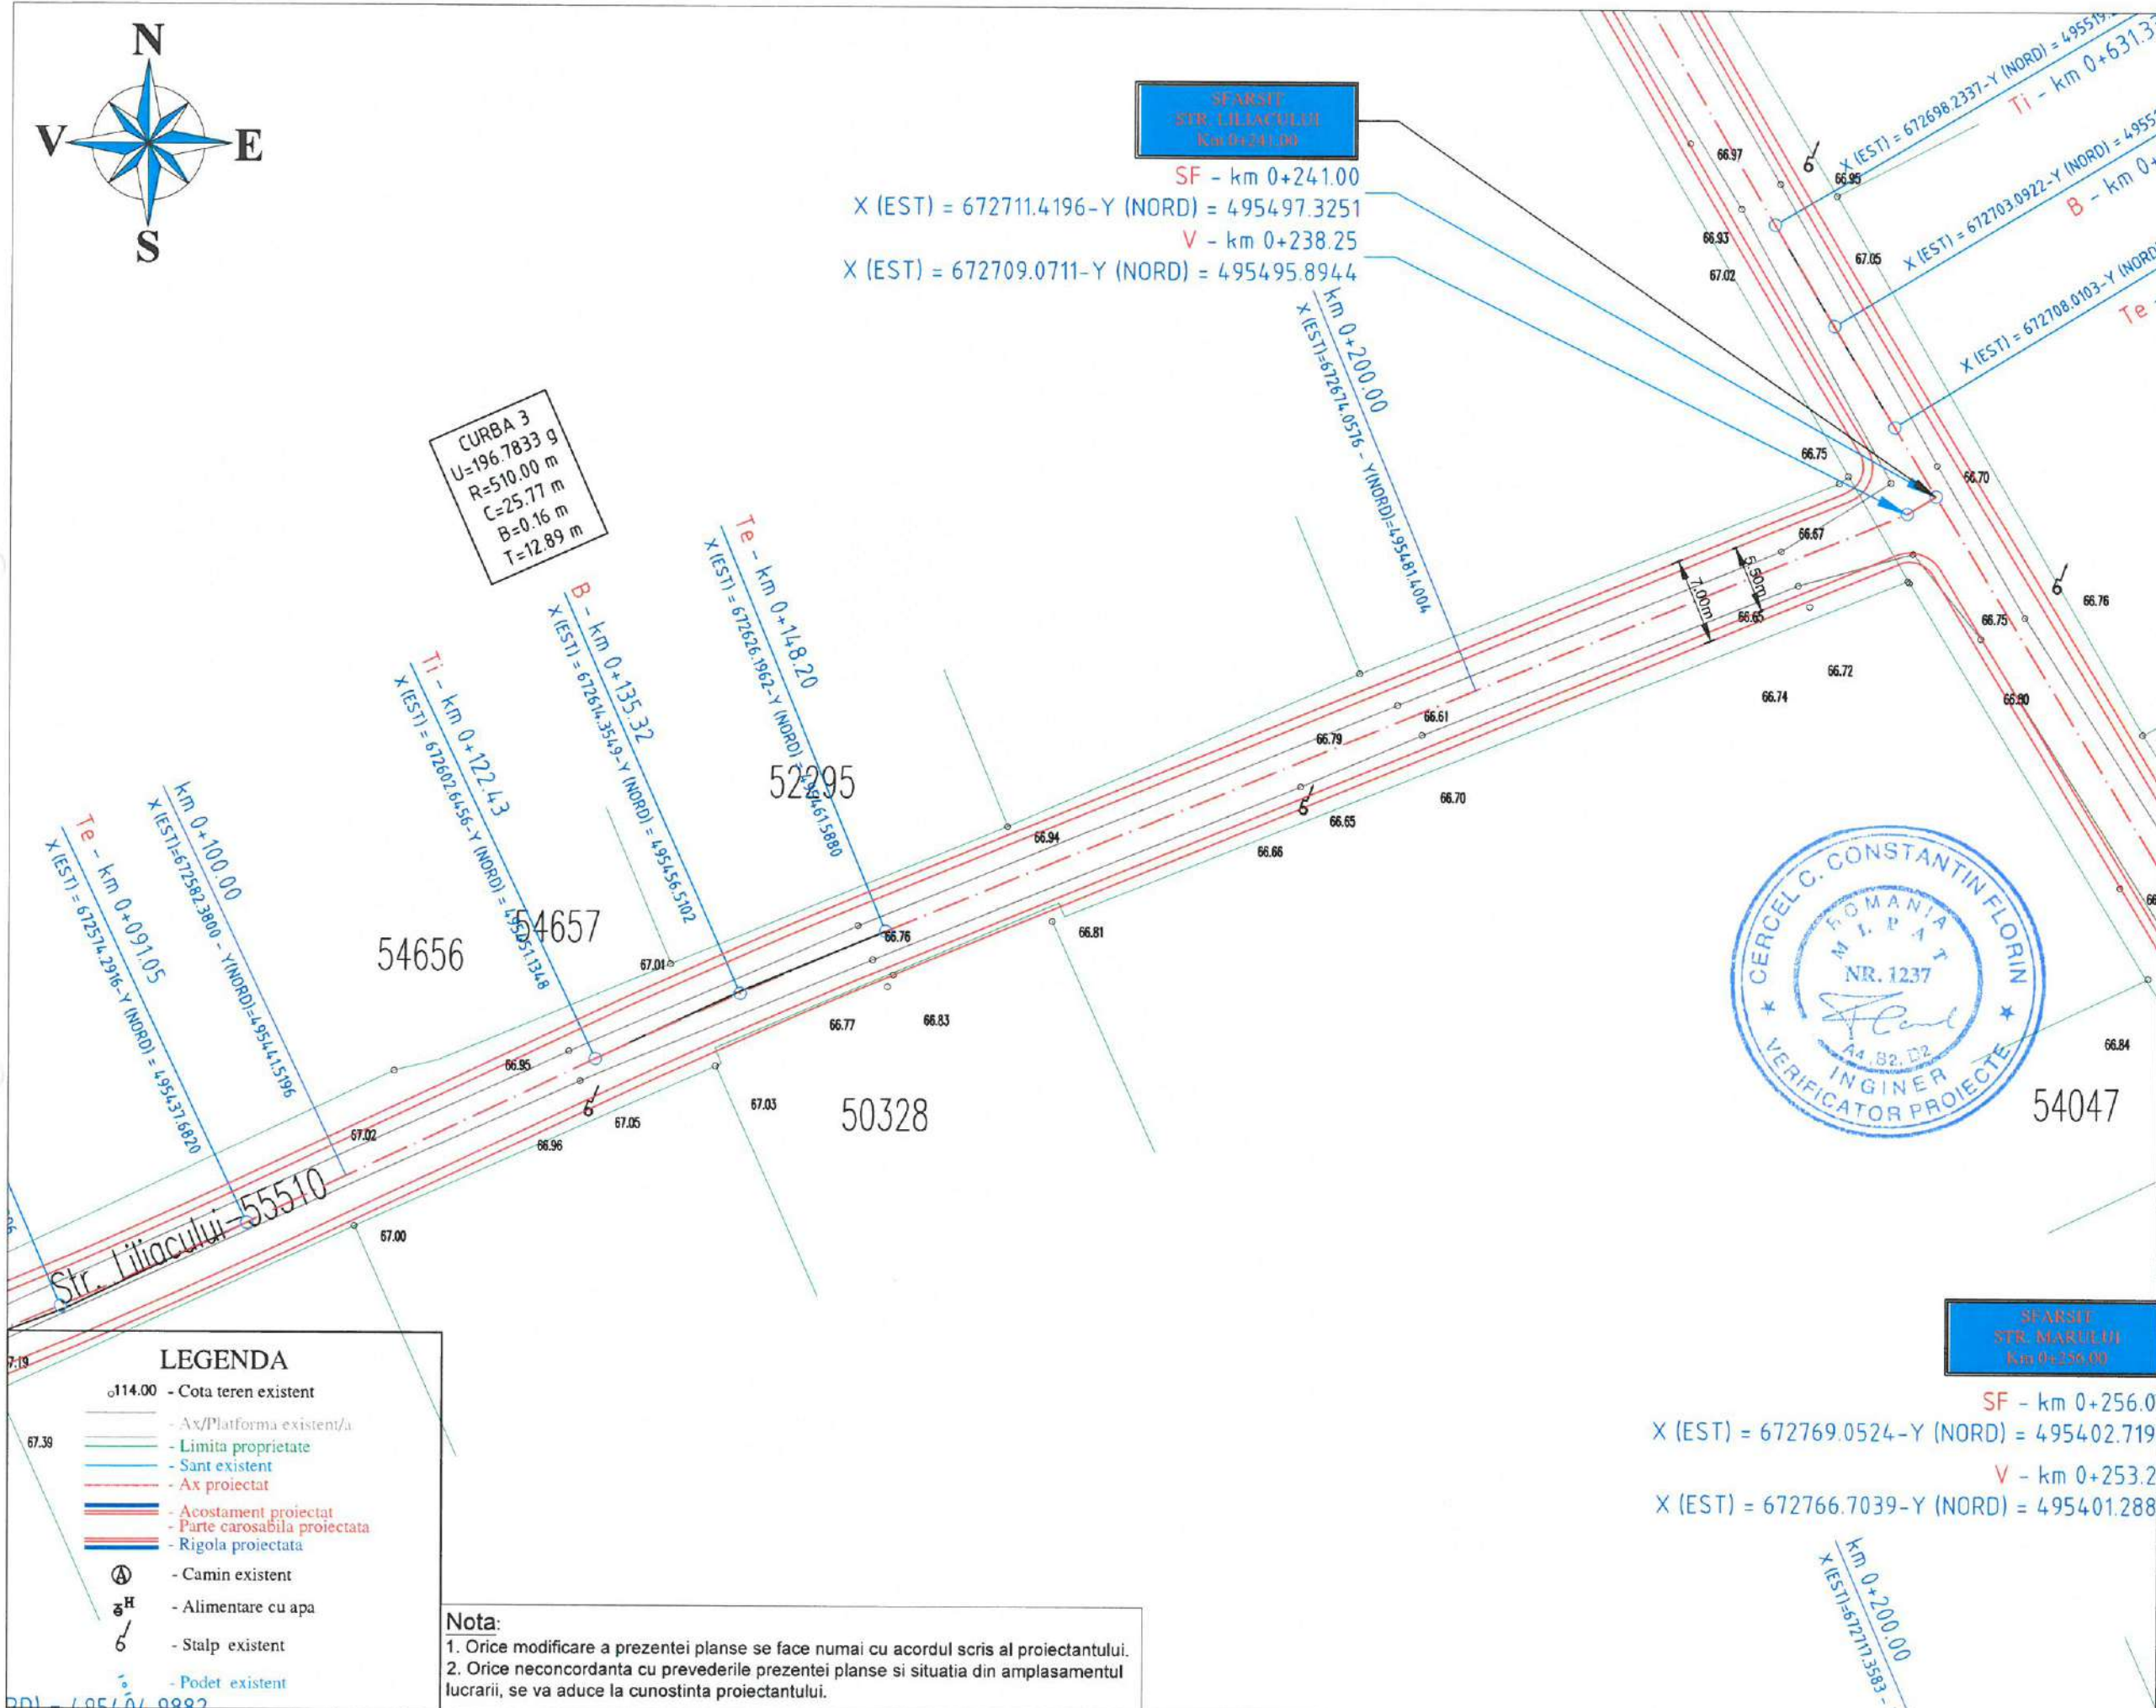 N
V
E
S
SFARSIT
STR. LILIACULUI
Km 0+241.00
SF - km 0+241.00
X (EST) = 672711.4196-Y (NORD) = 495497.3251
V - km 0+238.25
X (EST) = 672709.0711-Y (NORD) = 495495.8944
X (EST) = 672698.2337-Y (NORD) = 495519.
Ti - km 0+631.3
X (EST) = 672703.0922-Y (NORD) = 4955
B - km 0+
X (EST) = 672708.0103-Y (NORD)
Te -
km 0+200.00
X (EST)=672674.0576 - Y(NORD)=495481.4004
CURBA 3
U=196.7833 g
R=510.00 m
C=25.77 m
B=0.16 m
T=12.89 m
Te - km 0+148.20
X (EST) = 672626.1962-Y (NORD) = 495461.5880
B - km 0+135.32
X (EST) = 672614.3549-Y (NORD) = 495456.5102
Ti - km 0+122.43
X (EST) = 672602.6456-Y (NORD) = 495451.1348
km 0+100.00
X (EST)=672582.3800 - Y(NORD)=495441.5196
Te - km 0+091.05
X (EST) = 672574.2916-Y (NORD) = 495437.6820
66.97
66.95
66.93
67.05
67.02
66.75
66.70
66.67
5.50m
7.00m
66.65
66.76
66.75
66.72
66.74
66.80
66.61
66.79
66.70
66.65
66.66
66.94
52295
54657
54656
66.76
66.81
67.01
66.77
66.83
66.95
67.03
67.05
50328
66.96
67.02
67.00
66.84
54047
Str. Liliacului-55510
7.19
67.39
CERCEL C. CONSTANTIN FLORIN
ROMANIA
M L P A T
NR. 1237
A4, B2, D2
INGINER
VERIFICATOR PROIECTE
SFARSIT
STR. MARULUI
Km 0+256.00
SF - km 0+256.0
X (EST) = 672769.0524-Y (NORD) = 495402.719
V - km 0+253.2
X (EST) = 672766.7039-Y (NORD) = 495401.288
km 0+200.00
X (EST)=672717.3583 -
LEGENDA
114.00 - Cota teren existent
- Ax/Platforma existent/a
- Limita proprietate
- Sant existent
- Ax proiectat
- Acostament proiectat
- Parte carosabila proiectata
- Rigola proiectata
A - Camin existent
H - Alimentare cu apa
- Stalp existent
- Podet existent
Nota:
1. Orice modificare a prezentei planse se face numai cu acordul scris al proiectantului.
2. Orice neconcordanta cu prevederile prezentei planse si situatia din amplasamentul
lucrarii, se va aduce la cunostinta proiectantului.